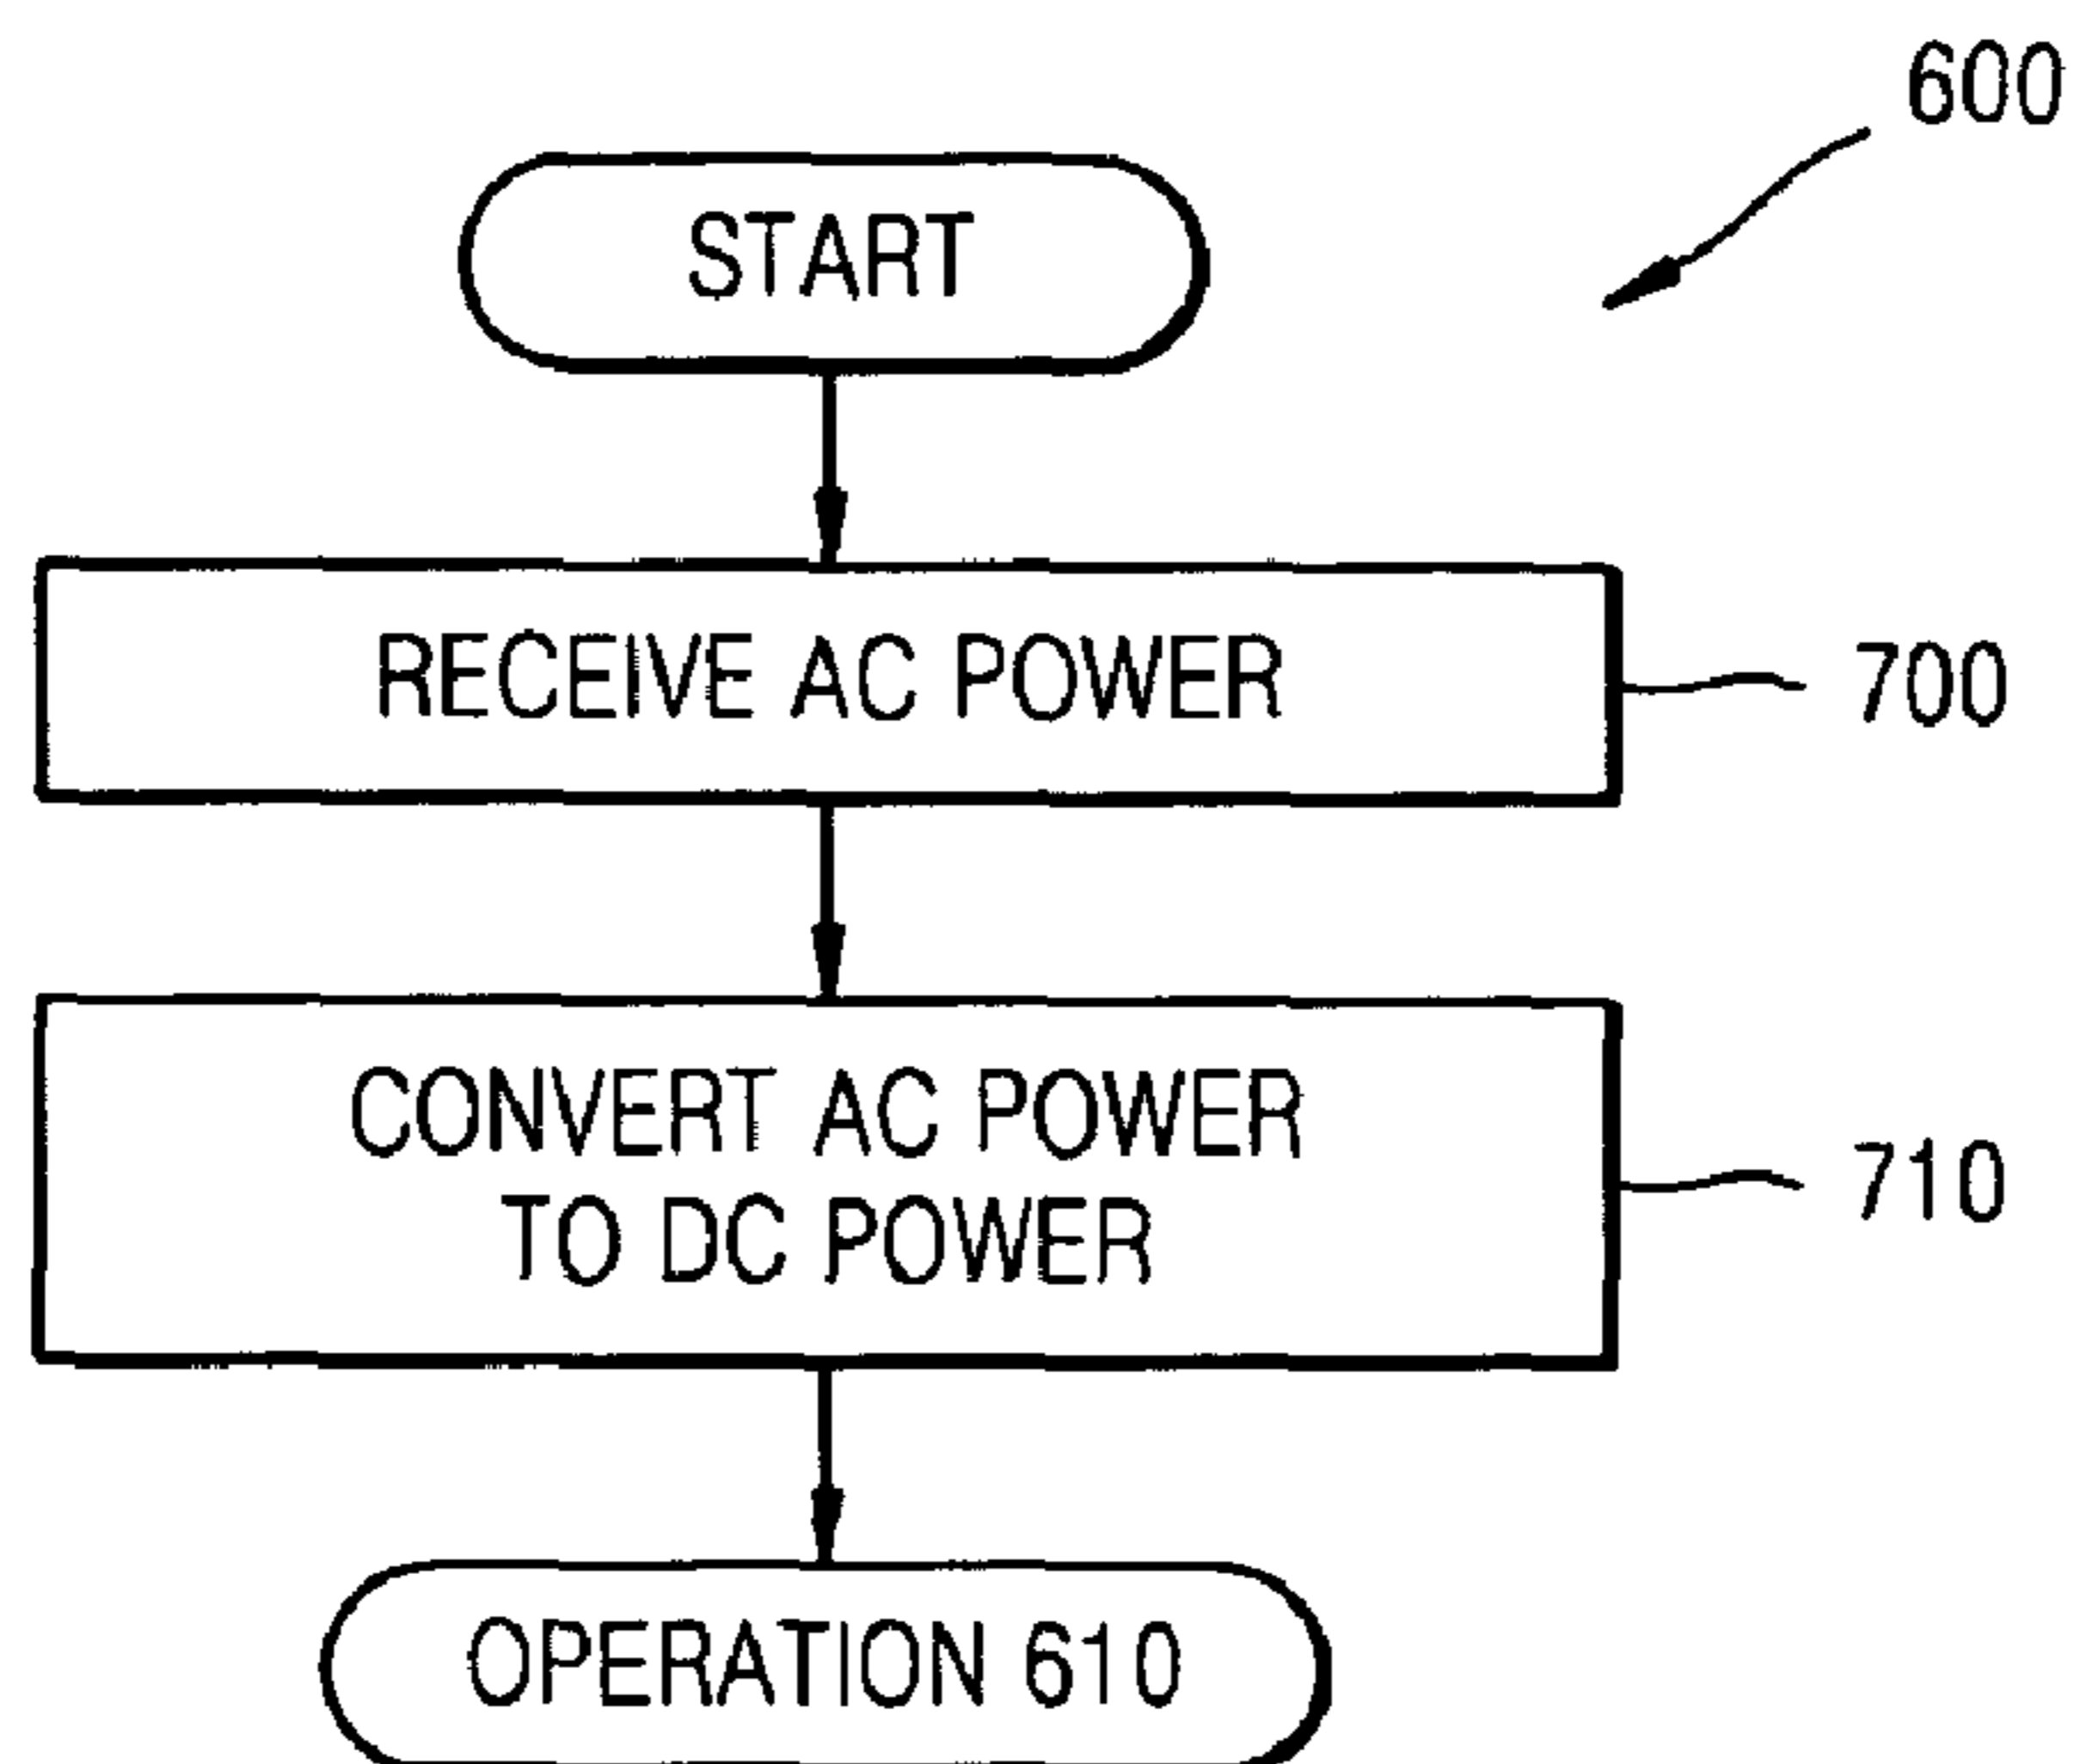 600
START
RECEIVE AC POWER
700
CONVERT AC POWER
TO DC POWER
710
OPERATION 610